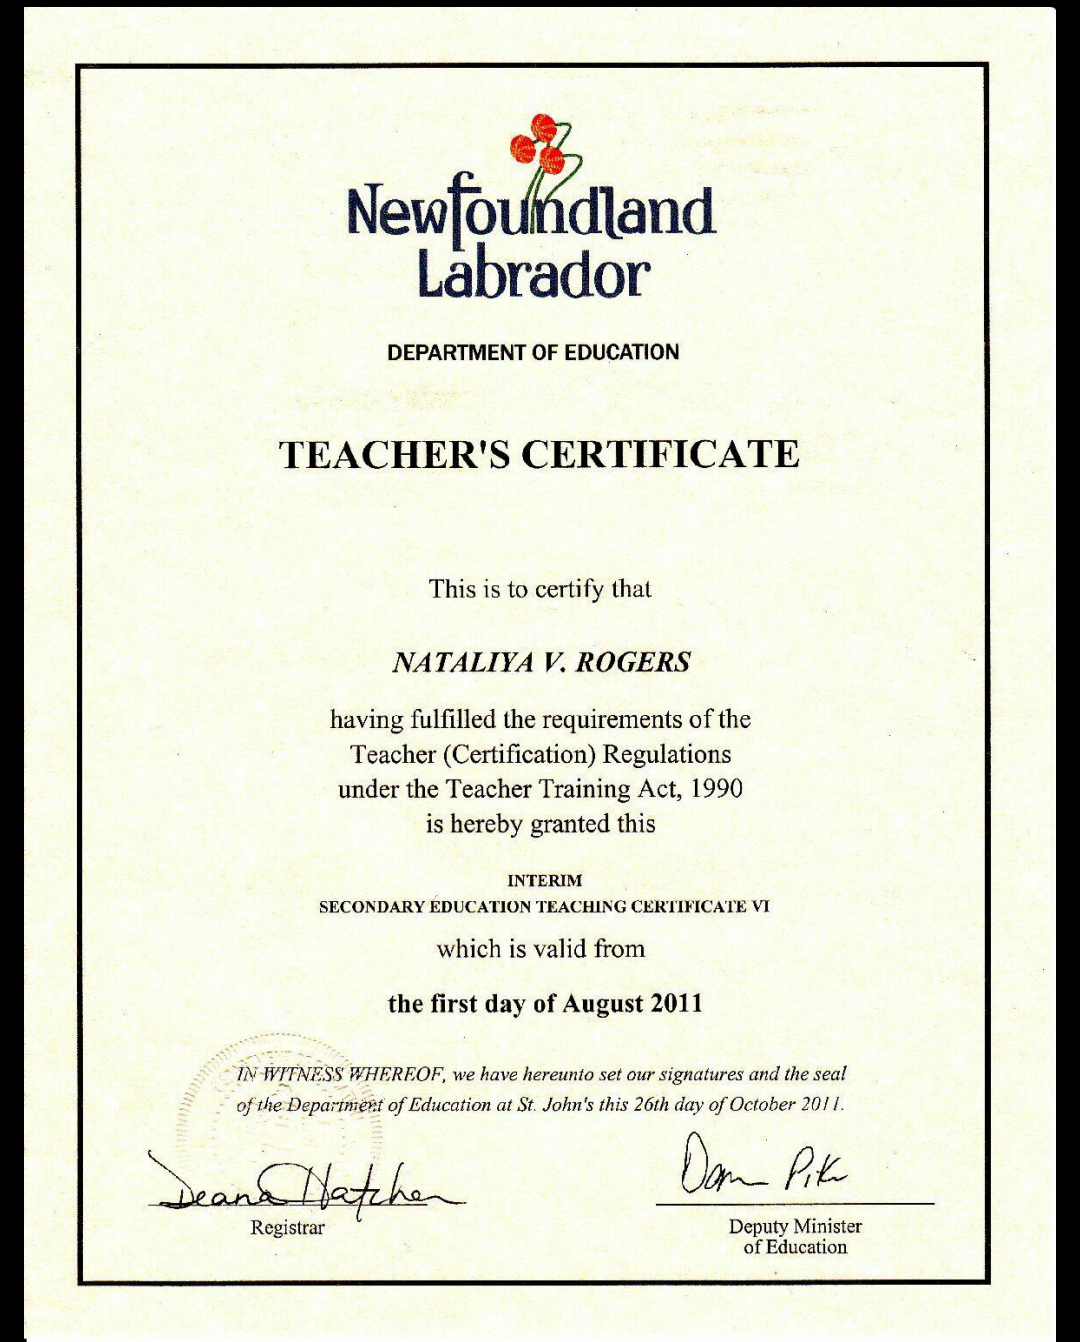 Newfoundland
Labrador
DEPARTMENT OF EDUCATION
TEACHER'S CERTIFICATE
This is to certify that
NATALIYA V. ROGERS
having fulfilled the requirements of the
Teacher (Certification) Regulations
under the Teacher Training Act, 1990
is hereby granted this
INTERIM
SECONDARY EDUCATION TEACHING CERTIFICATE VI
which is valid from
the first day of August 2011
IN WITNESS WHEREOF, we have hereunto set our signatures and the seal
of the Department of Education at St. John's this 26th day of October 2011.
Deana Hatcher
Registrar
Deputy Minister
of Education